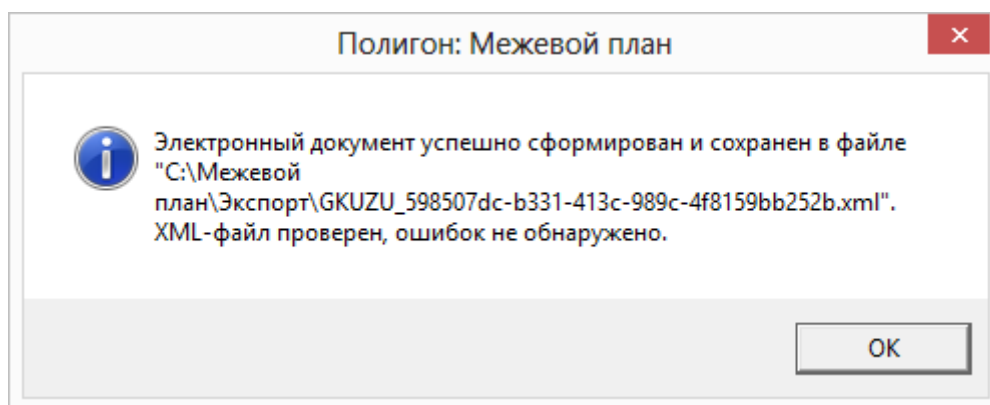 Полигон: Межевой план
Электронный документ успешно сформирован и сохранен в файле
"C:\Межевой
план\Экспорт\GKUZU_598507dc-b331-413c-989c-4f8159bb252b.xml".
XML-файл проверен, ошибок не обнаружено.
OK